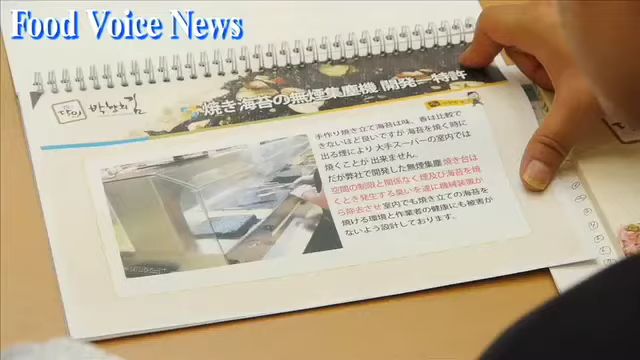 Food Voice News
焼き海苔の無煙集塵機 開発ー特許
手作り焼き立て海苔は味、香は比較で
きないほど良いですが 海苔を焼く時に
出る煙により 大手スーパーの室内では
焼くことが 出来ません。
だが弊社で開発した無煙集塵 焼き台は
空間の制限と関係なく煙及び海苔を焼
くとき発生する臭いを速に機械装置か
ら除去させ 室内でも焼き立ての海苔を
焼ける環境と作業者の健康にも被害が
ないよう設計しております。